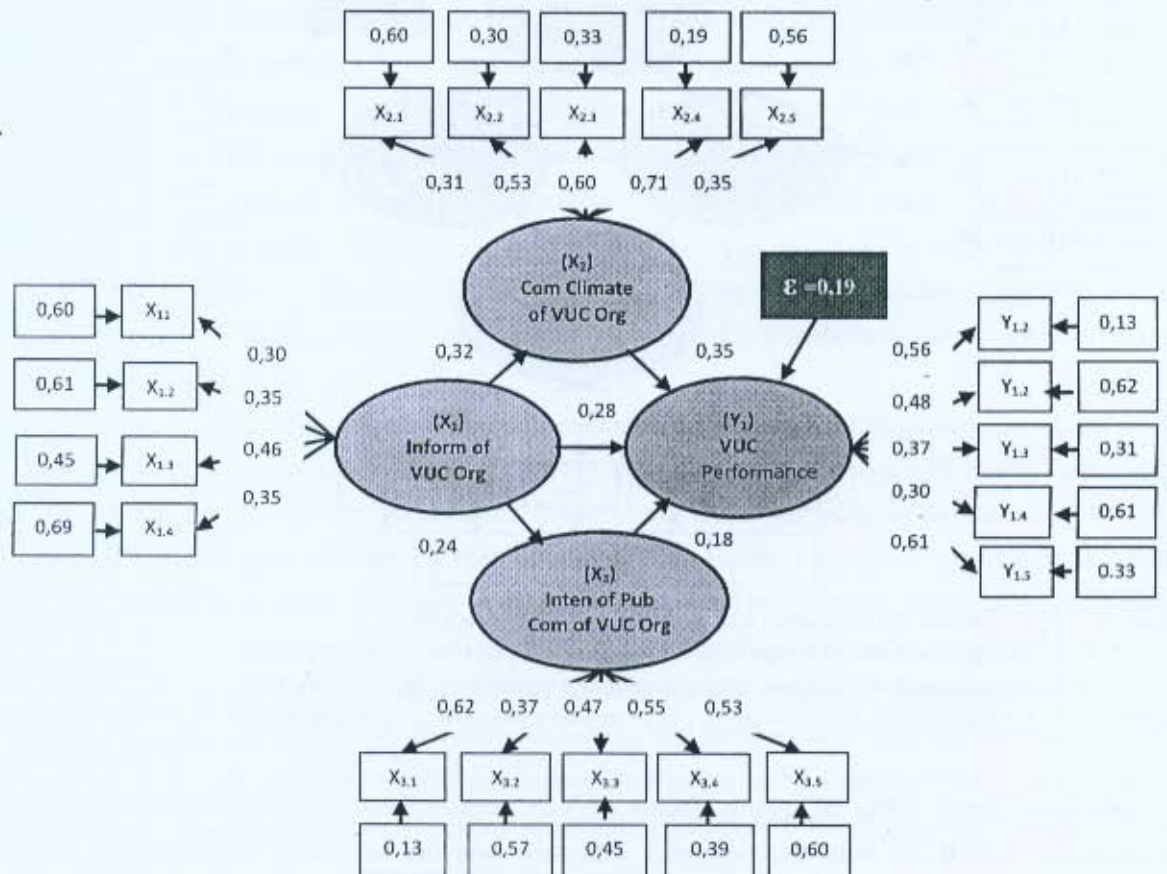 0,60 0,30 0,33 0,19 0,56
X2.1 X2.2 X2.3 X2.4 X2.5
0,31 0,53 0,60 0,71 0,35
(X2)
Com Climate
of VUC Org
ε =0.19
0,60 X11
0,61 X1.2
0,45 X1.3
0,69 X1.4
0,30
0,35
0,46
0,35
0,32
0,35
0,28
(X1)
Inform of
VUC Org
(Y1)
VUC
Performance
0,24
0,18
0,56
0,48
0,37
0,30
0,61
Y1.2 0,13
Y1.2 0,62
Y1.3 0,31
Y1.4 0,61
Y1.5 0.33
(X3)
Inten of Pub
Com of VUC Org
0,62 0,37 0,47 0,55 0,53
X3.1 X3.2 X3.3 X3.4 X3.5
0,13 0,57 0,45 0,39 0,60